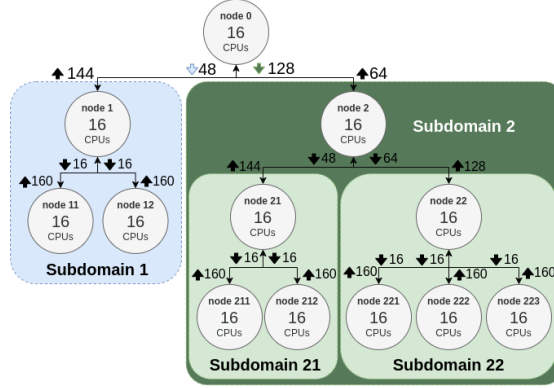 node 0
16
CPUs
144
48
128
64
node 1
16
CPUs
node 2
16
CPUs
Subdomain 2
16
16
48
64
160
160
144
128
node 11
16
CPUs
node 12
16
CPUs
node 21
16
CPUs
node 22
16
CPUs
Subdomain 1
16
16
16
16
16
160
160
160
160
160
node 211
16
CPUs
node 212
16
CPUs
node 221
16
CPUs
node 222
16
CPUs
node 223
16
CPUs
Subdomain 21
Subdomain 22